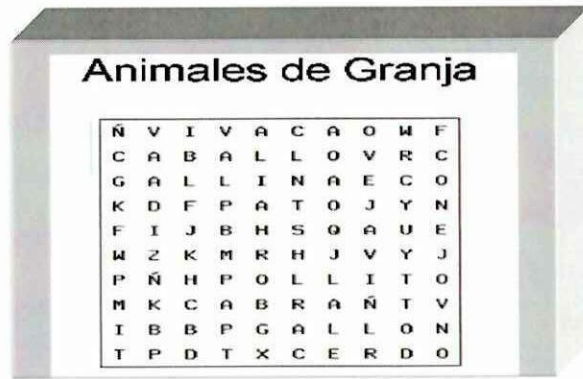 Animales de Granja
Ñ V I V A C A O W F
C A B A L L O V R C
G A L L I N A E C O
K D F P A T O J Y N
F I J B H S Q A U E
W Z K M R H J V Y J
P Ñ H P O L L I T O
M K C A B R A Ñ T V
I B B P G A L L O N
T P D T X C E R D O